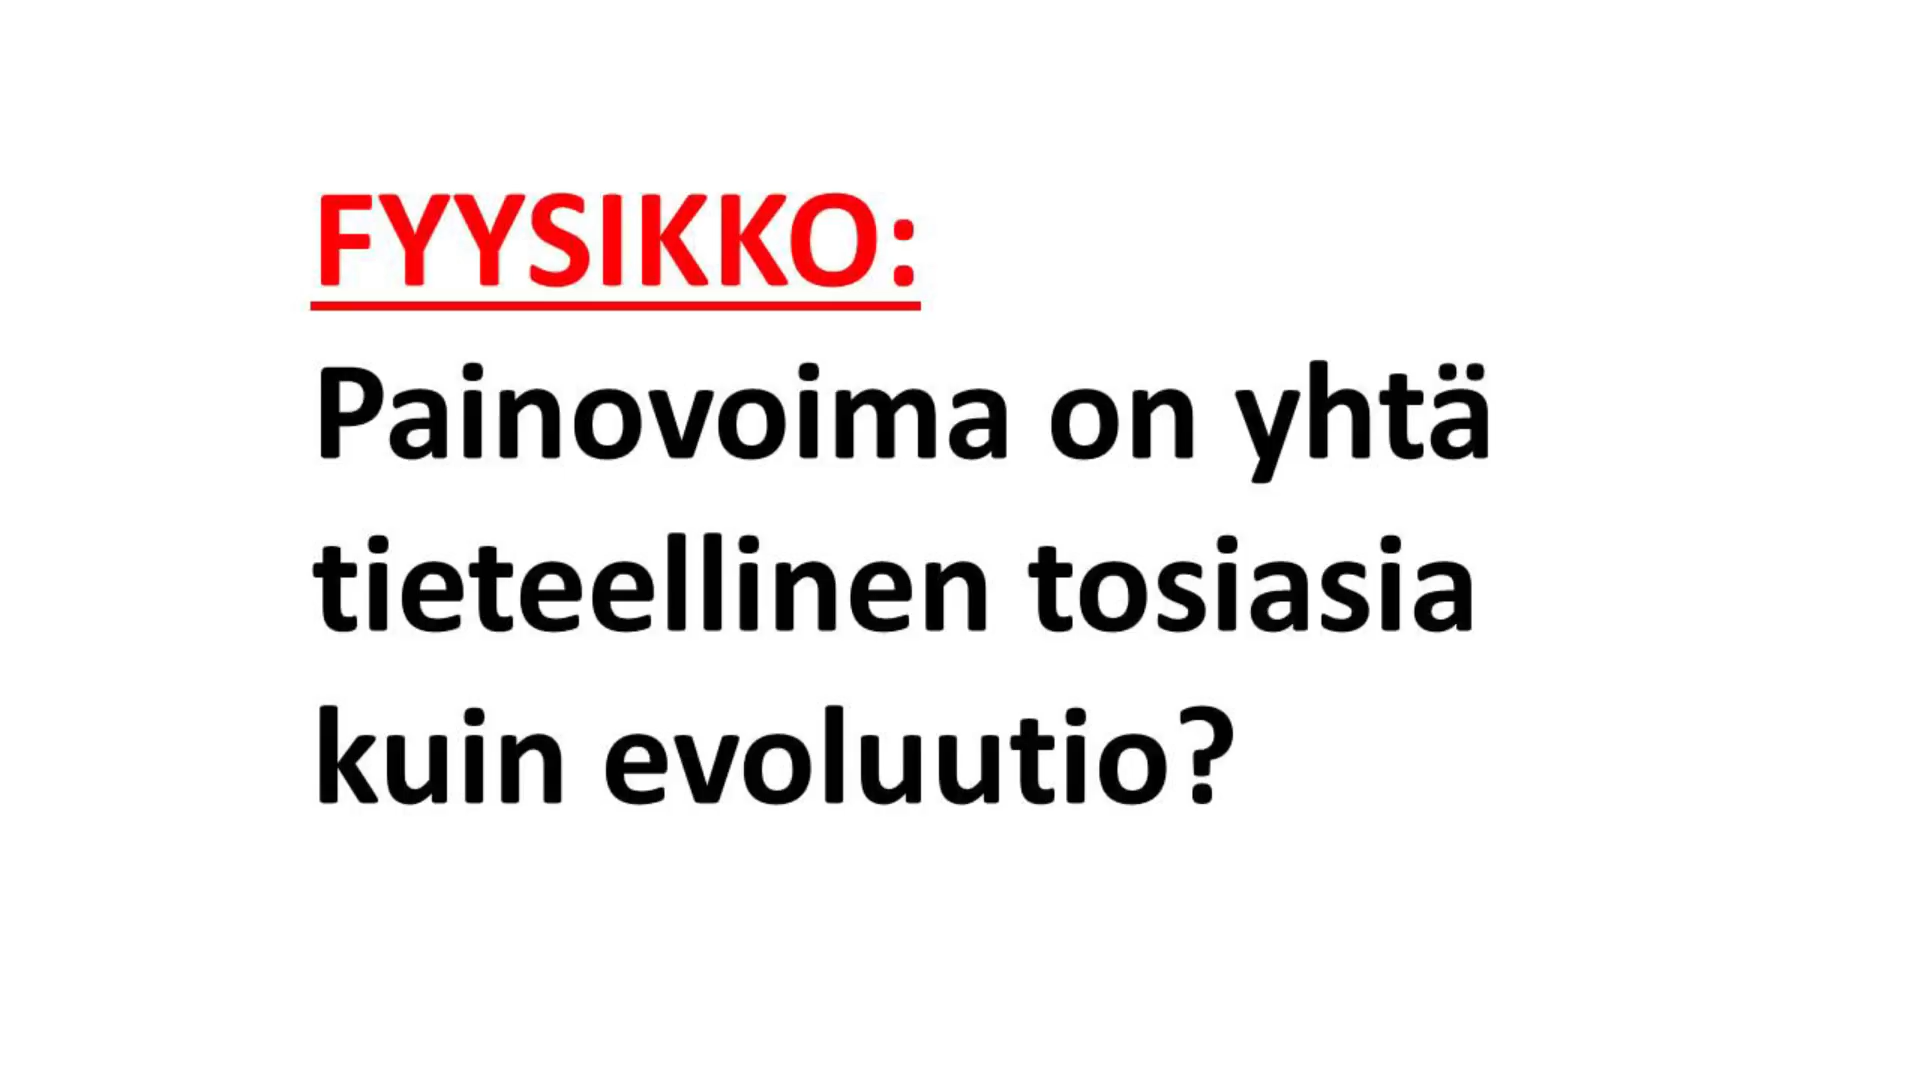 FYYSIKKO:
Painovoima on yhtä
tieteellinen tosiasia
kuin evoluutio?